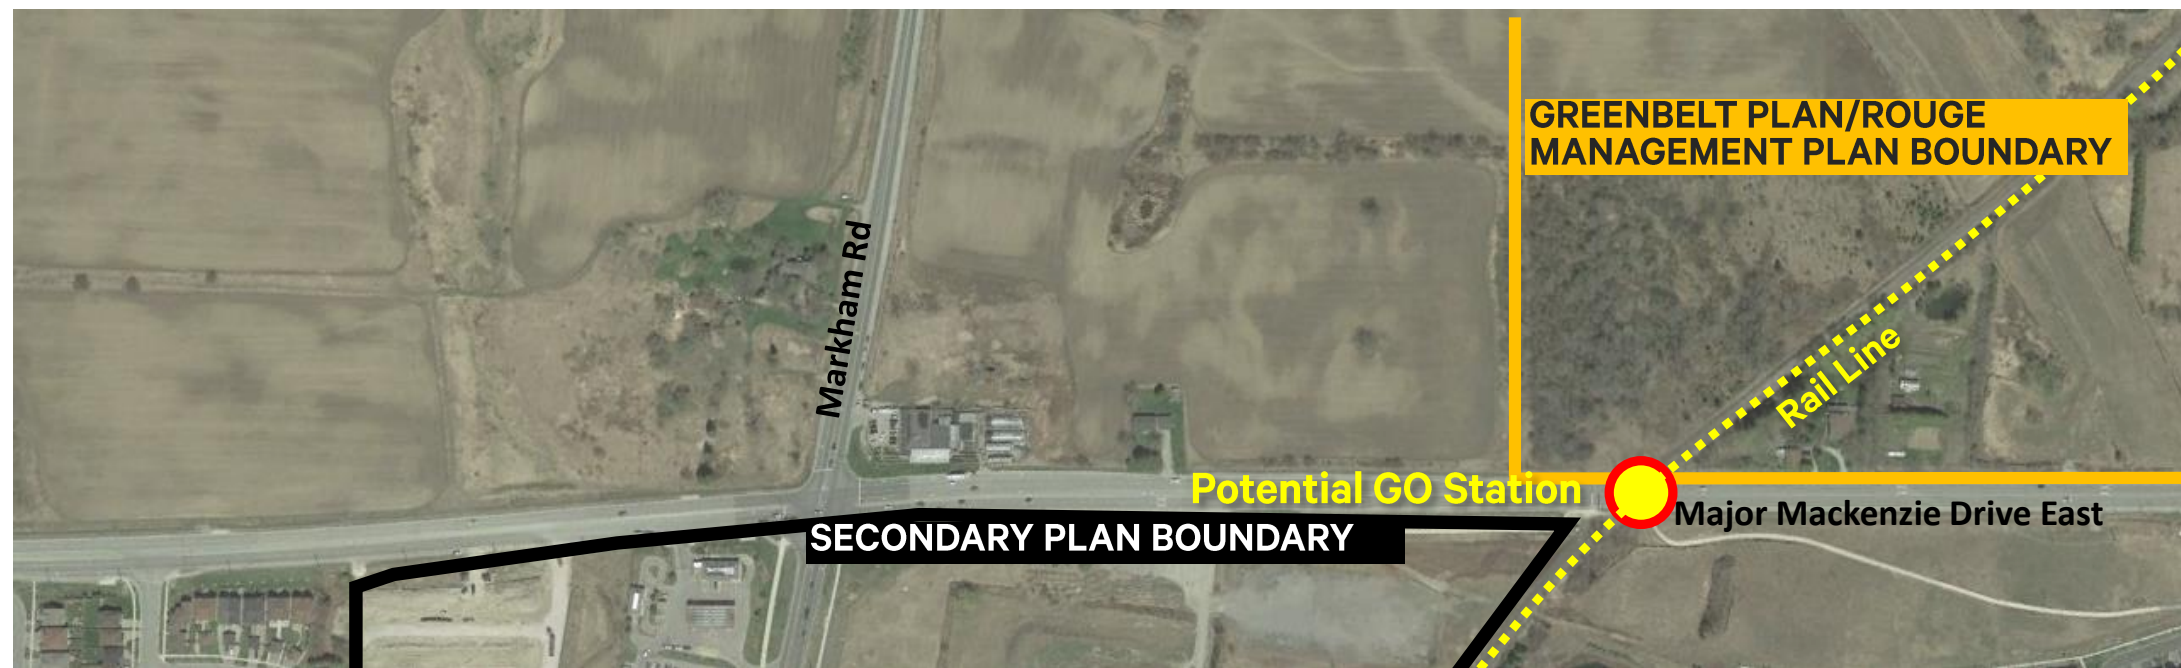 GREENBELT PLAN/ROUGE
MANAGEMENT PLAN BOUNDARY
Markham Rd
Rail Line
Potential GO Station
Major Mackenzie Drive East
SECONDARY PLAN BOUNDARY